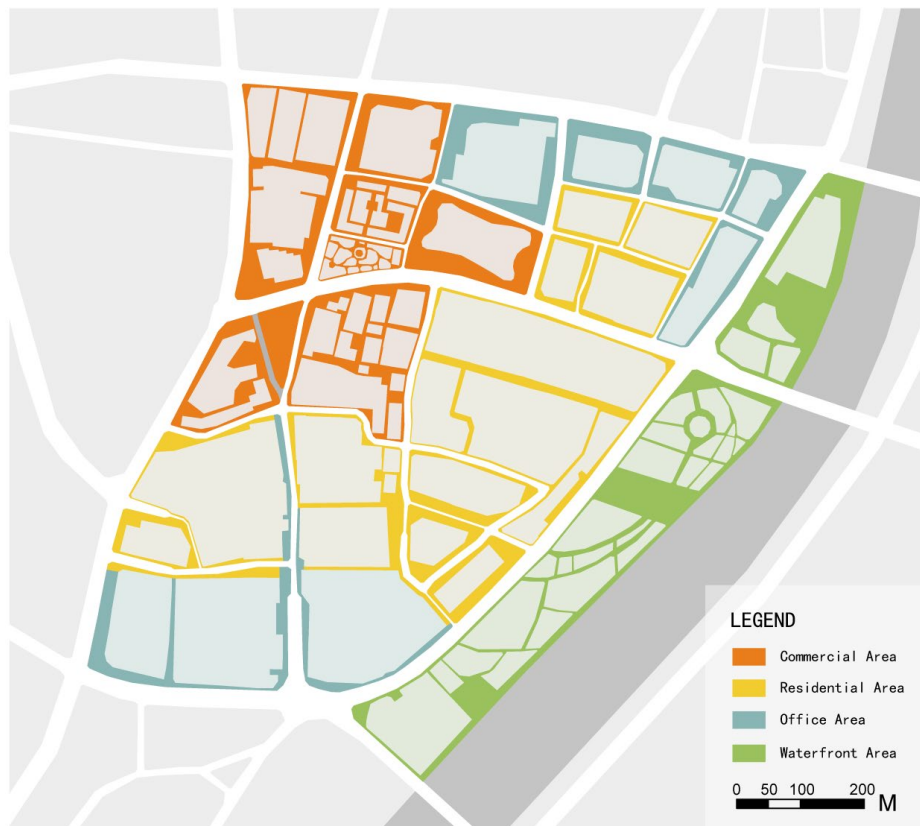 LEGEND
Commercial Area
Residential Area
Office Area
Waterfront Area
0 50 100 200 M